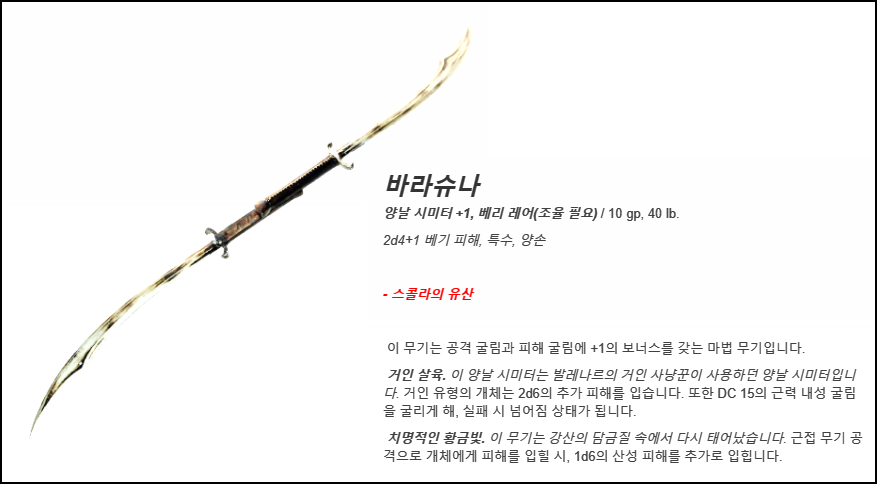 바라슈나
양날 시미터 +1, 베리 레어(조율 필요) / 10 gp, 40 lb.
2d4+1 베기 피해, 특수, 양손
- 스콜라의 유산
이 무기는 공격 굴림과 피해 굴림에 +1의 보너스를 갖는 마법 무기입니다.
거인 살육. 이 양날 시미터는 발레나르의 거인 사냥꾼이 사용하던 양날 시미터입니
다. 거인 유형의 개체는 2d6의 추가 피해를 입습니다. 또한 DC 15의 근력 내성 굴림
을 굴리게 해, 실패 시 넘어짐 상태가 됩니다.
치명적인 황금빛. 이 무기는 강산의 담금질 속에서 다시 태어났습니다. 근접 무기 공
격으로 개체에게 피해를 입힐 시, 1d6의 산성 피해를 추가로 입힙니다.